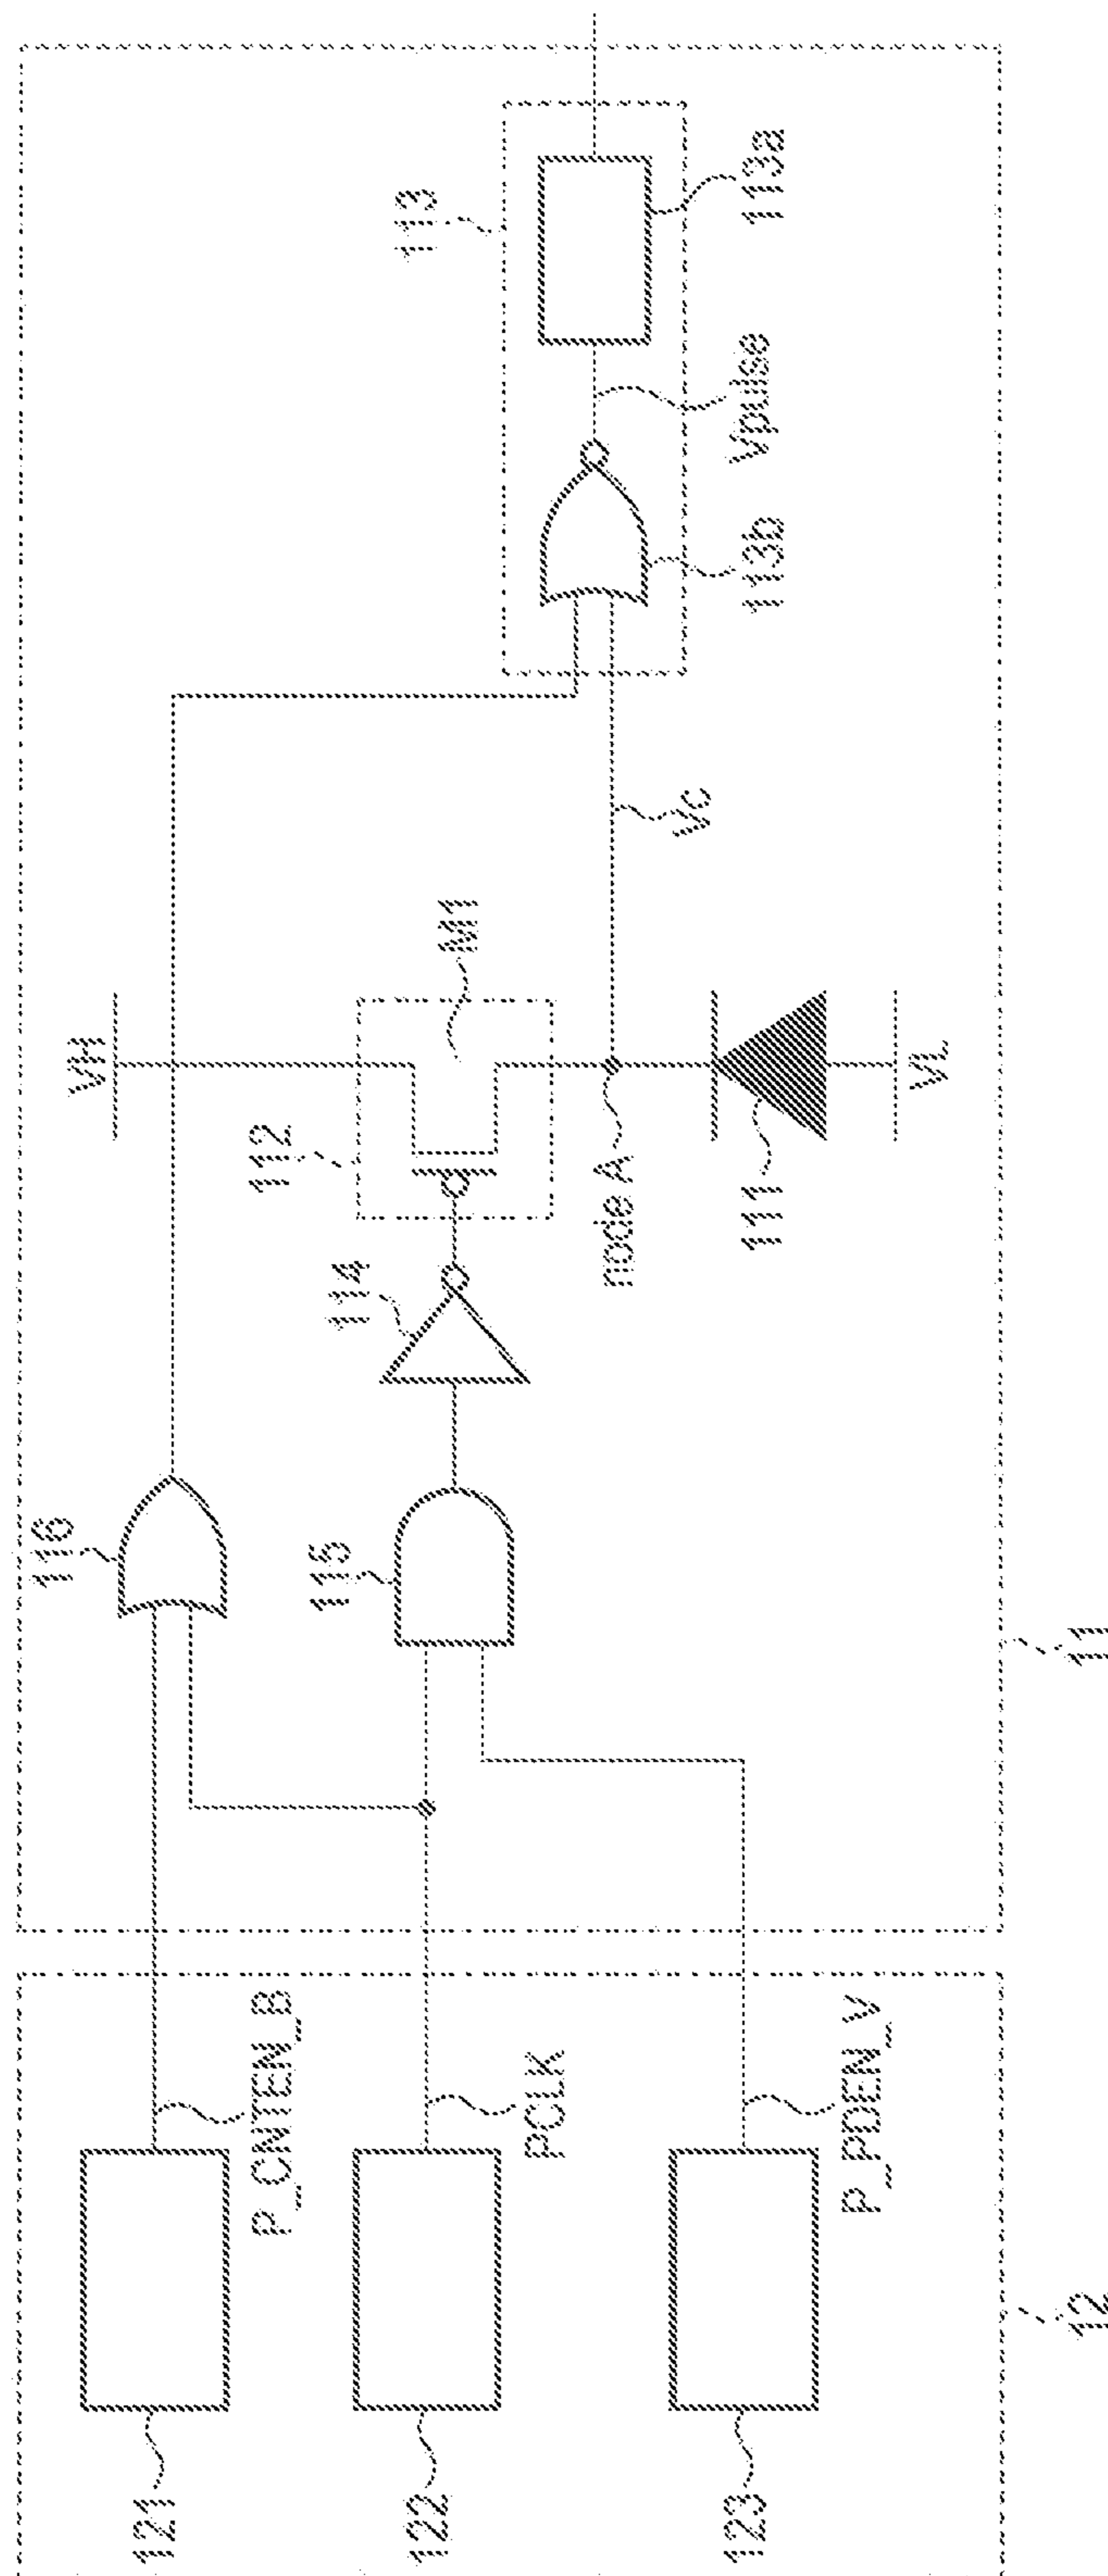 121
P_CNTEN_B
122
PCLK
123
P_PDEN_V
12
116
115
114
112
VH
M1
node A
111
VL
Vc
113
113b
Vpulse
113a
11